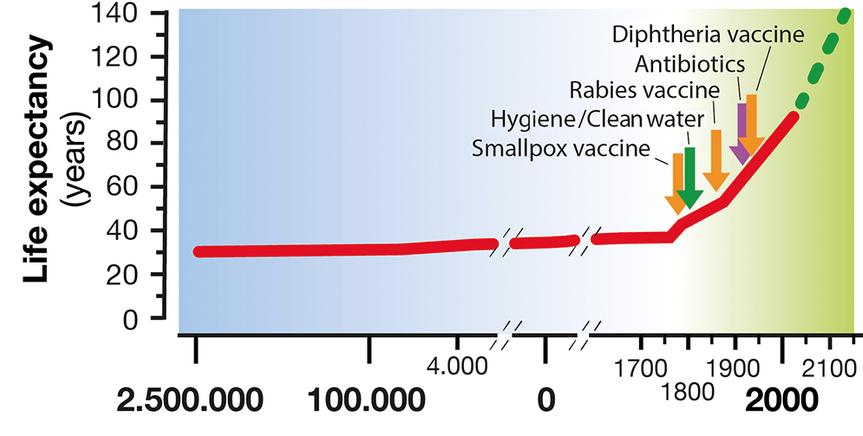 Life expectancy
(years)
140
120
100
80
60
40
20
0
Diphtheria vaccine
Antibiotics
Rabies vaccine
Hygiene/Clean water
Smallpox vaccine
4.000
1700
1900
2100
1800
2.500.000
100.000
0
2000